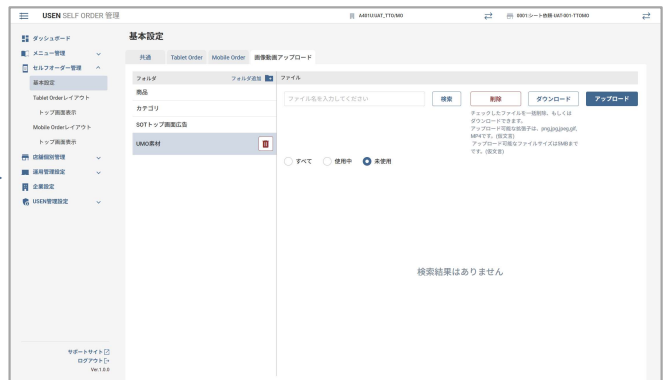 USEN SELF ORDER 管理
A401U:UAT_TTO/MO
0001:シート依頼-UAT-001-TTOMO
ダッシュボード
メニュー管理
セルフオーダー管理
基本設定
Tablet Orderレイアウト
トップ画面表示
Mobile Orderレイアウト
トップ画面表示
店舗個別管理
運用管理設定
企業設定
USEN管理設定
サポートサイト
ログアウト
Ver.1.0.0
基本設定
共通 Tablet Order Mobile Order 画像動画アップロード
フォルダ フォルダ追加
商品
カテゴリ
SOTトップ画面広告
UMO素材
ファイル
ファイル名を入力してください 検索 削除 ダウンロード アップロード
チェックしたファイルを一括削除、もしくは
ダウンロードできます。
アップロード可能な拡張子は、png,jpg,jpeg,gif,
MP4です。(仮文言)
アップロード可能なファイルサイズは8MBまで
です。(仮文言)
すべて 使用中 未使用
検索結果はありません